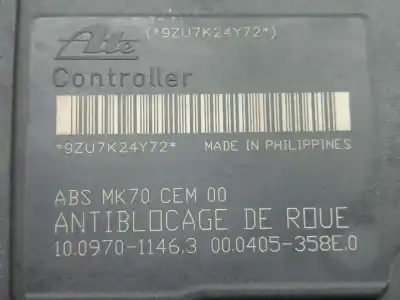 Ate (*9ZU7K24Y72*)
Controller
*9ZU7K24Y72* MADE IN PHILIPPINES
ABS MK70 CEM 00
ANTIBLOCAGE DE ROUE
10.0970-1146.3 00.0405-358E.0